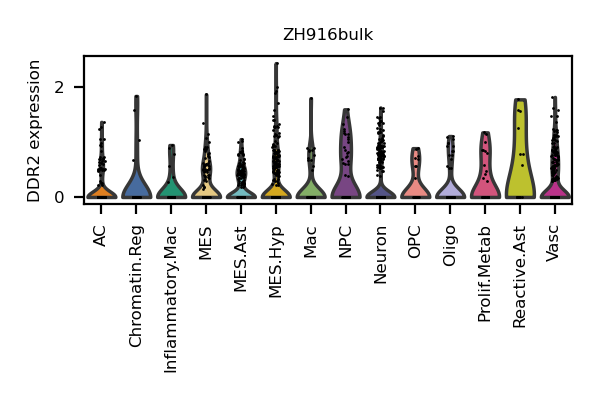 ZH916bulk
DDR2 expression
2
0
AC
Chromatin.Reg
Inflammatory.Mac
MES
MES.Ast
MES.Hyp
Mac
NPC
Neuron
OPC
Oligo
Prolif.Metab
Reactive.Ast
Vasc